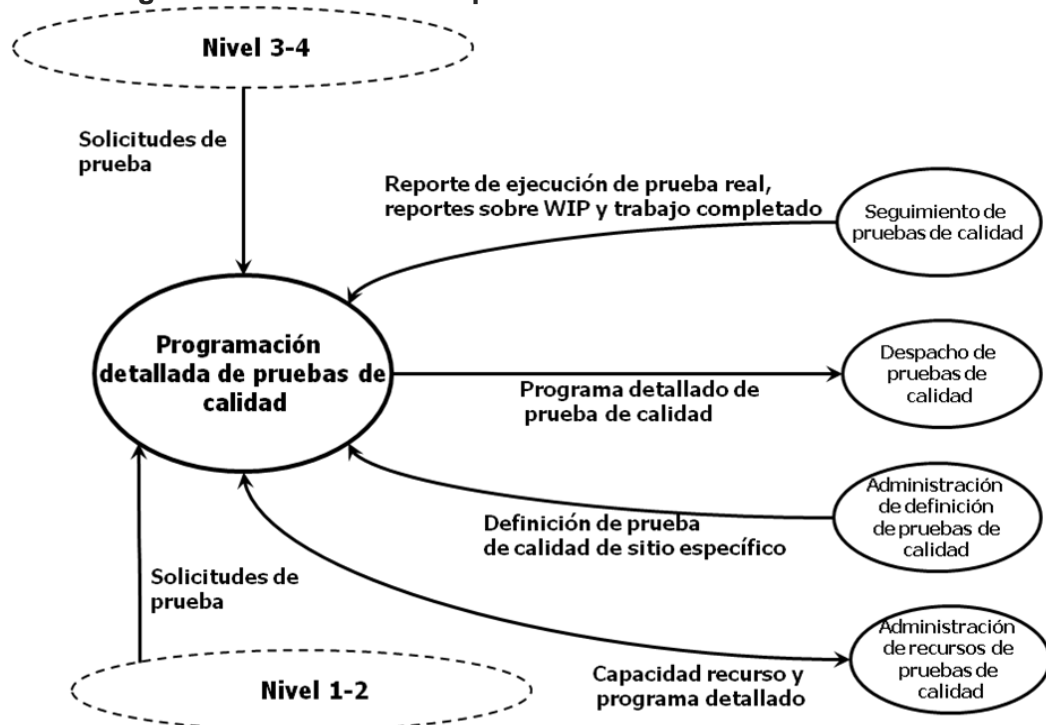 Nivel 3-4
Solicitudes de
prueba
Reporte de ejecución de prueba real,
reportes sobre WIP y trabajo completado
Seguimiento de
pruebas de calidad
Programación
detallada de pruebas de
calidad
Programa detallado de
prueba de calidad
Despacho de
pruebas de
calidad
Definición de prueba
de calidad de sitio específico
Administración
de definición
de pruebas de
calidad
Solicitudes de
prueba
Capacidad recurso y
programa detallado
Administración
de recursos de
pruebas de
calidad
Nivel 1-2